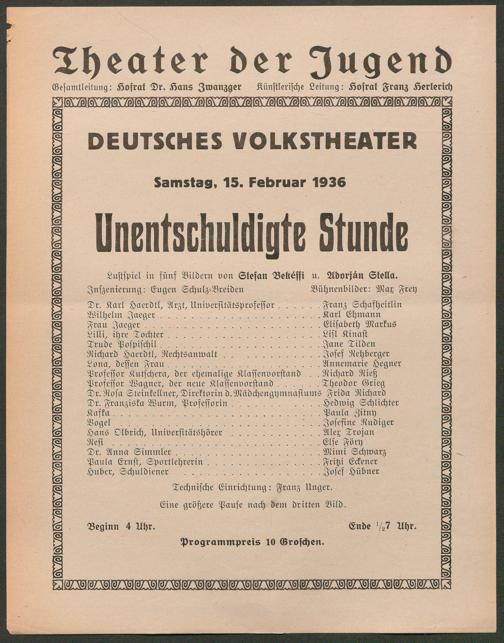 Theater der Jugend
Gesamtleitung: Hofrat Dr. Hans Zwanzger Künstlerische Leitung: Hofrat Franz Herterich
DEUTSCHES VOLKSTHEATER
Samstag, 15. Februar 1936
Unentschuldigte Stunde
Lustspiel in fünf Bildern von Stefan Bekéffi u. Adorján Stella.
Inszenierung: Eugen Schulz-Breiden Bühnenbilder: Max Frey
Dr. Karl Haerdtl, Arzt, Universitätsprofessor Franz Schafheitlin
Wilhelm Jaeger Karl Ehmann
Frau Jaeger Elisabeth Markus
Lilli, ihre Tochter Lisl Kinast
Trude Pospischil Jane Tilden
Richard Haerdtl, Rechtsanwalt Josef Rehberger
Lona, dessen Frau Annemarie Hegner
Professor Kutschera, der ehemalige Klassenvorstand Richard Rieß
Professor Wagner, der neue Klassenvorstand Theodor Grieg
Dr. Rosa Steinkellner, Direktorin d. Mädchengymnasiums Frida Richard
Dr. Franziska Wurm, Professorin Hedwig Schlichter
Kafka Paula Zitny
Vogel Josefine Rudiger
Hans Olbrich, Universitätshörer Alex Trojan
Resi Else Föry
Dr. Anna Simmler Mimi Schwarz
Paula Ernst, Sportlehrerin Fritzi Eckener
Huber, Schuldiener Josef Hübner
Technische Einrichtung: Franz Unger.
Eine größere Pause nach dem dritten Bild.
Beginn 4 Uhr. Ende ½7 Uhr.
Programmpreis 10 Groschen.